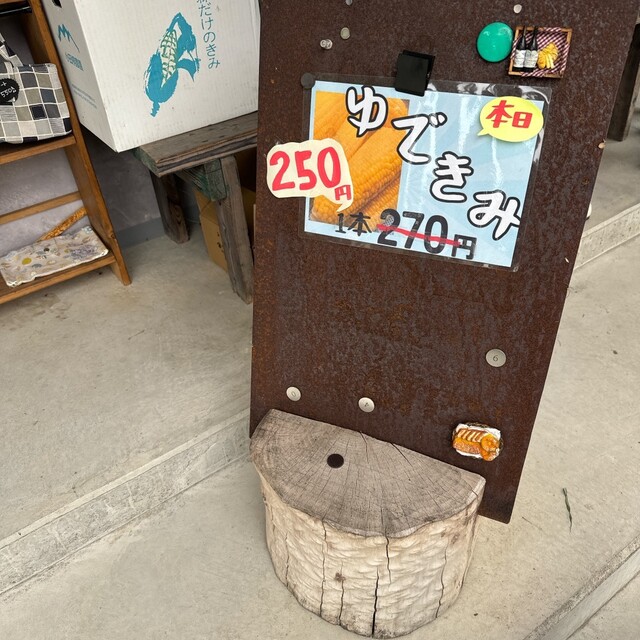 だけのきみ
本日
ゆできみ
250円
1本 270円
6